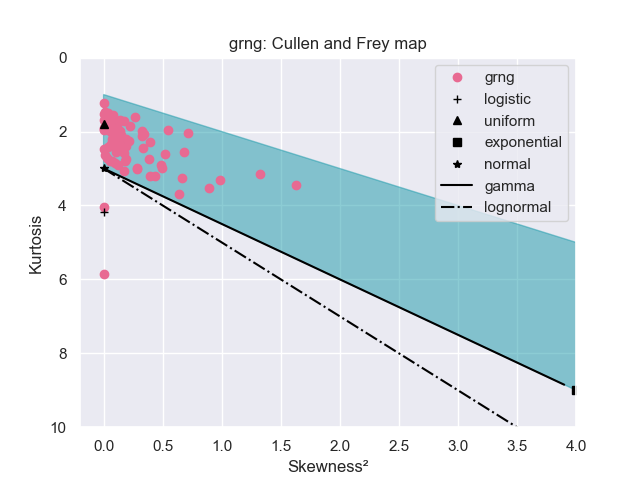 grng: Cullen and Frey map
0
2
4
6
8
10
Kurtosis
grng
logistic
uniform
exponential
normal
gamma
lognormal
0.0 0.5 1.0 1.5 2.0 2.5 3.0 3.5 4.0
Skewness²